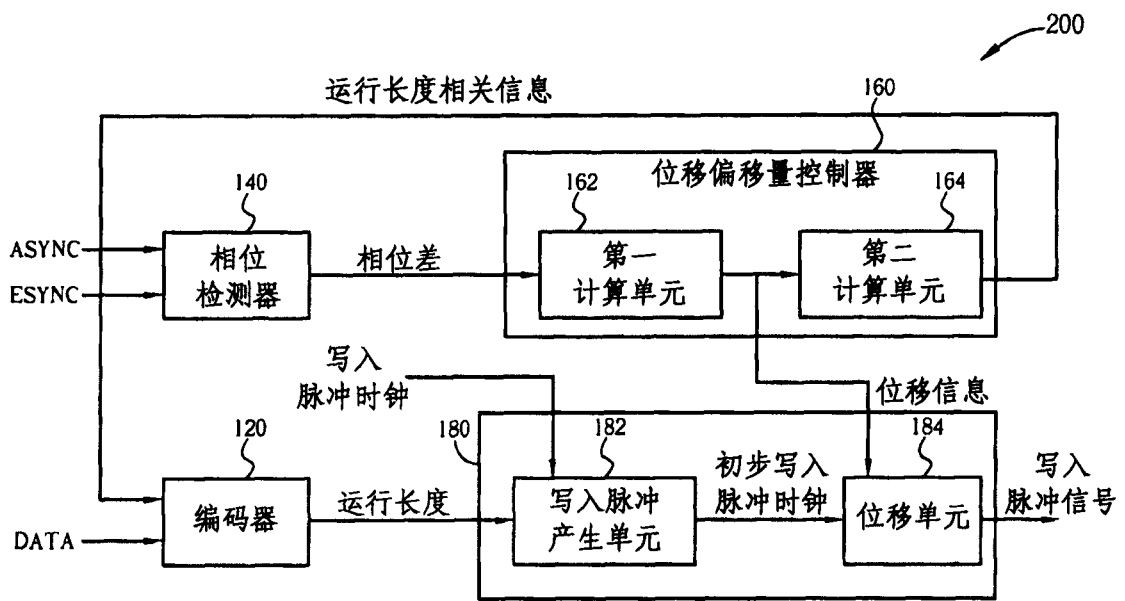 200
运行长度相关信息
160
位移偏移量控制器
140
162
164
ASYNC
ESYNC
相位
检测器
相位差
第一
计算单元
第二
计算单元
写入
脉冲时钟
位移信息
120
180
182
184
DATA
编码器
运行长度
写入脉冲
产生单元
初步写入
脉冲时钟
位移单元
写入
脉冲信号